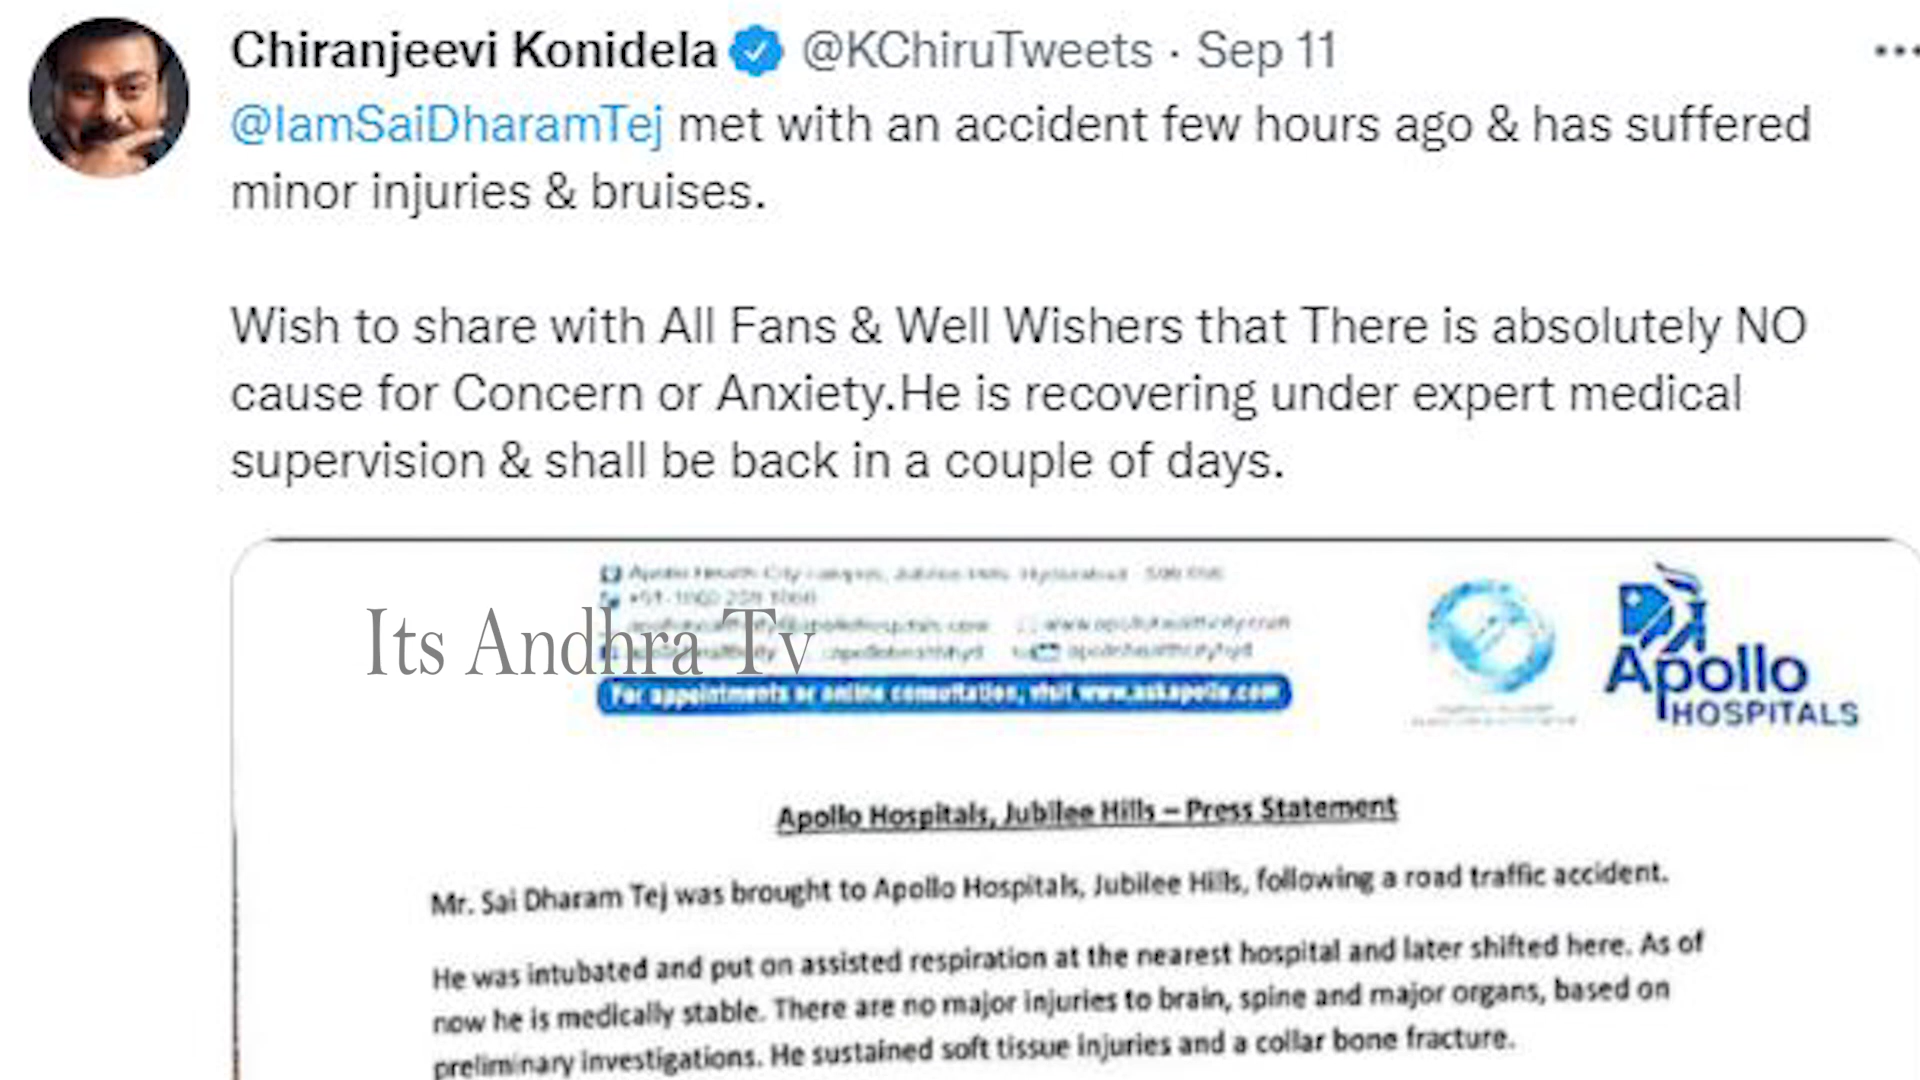 Chiranjeevi Konidela @KChiruTweets · Sep 11
@IamSaiDharamTej met with an accident few hours ago & has suffered
minor injuries & bruises.
Wish to share with All Fans & Well Wishers that There is absolutely NO
cause for Concern or Anxiety.He is recovering under expert medical
supervision & shall be back in a couple of days.
Its Andhra Tv
For appointments or online consultation, visit www.askapollo.com
Apollo
HOSPITALS
Apollo Hospitals, Jubilee Hills – Press Statement
Mr. Sai Dharam Tej was brought to Apollo Hospitals, Jubilee Hills, following a road traffic accident.
He was intubated and put on assisted respiration at the nearest hospital and later shifted here. As of
now he is medically stable. There are no major injuries to brain, spine and major organs, based on
preliminary investigations. He sustained soft tissue injuries and a collar bone fracture.